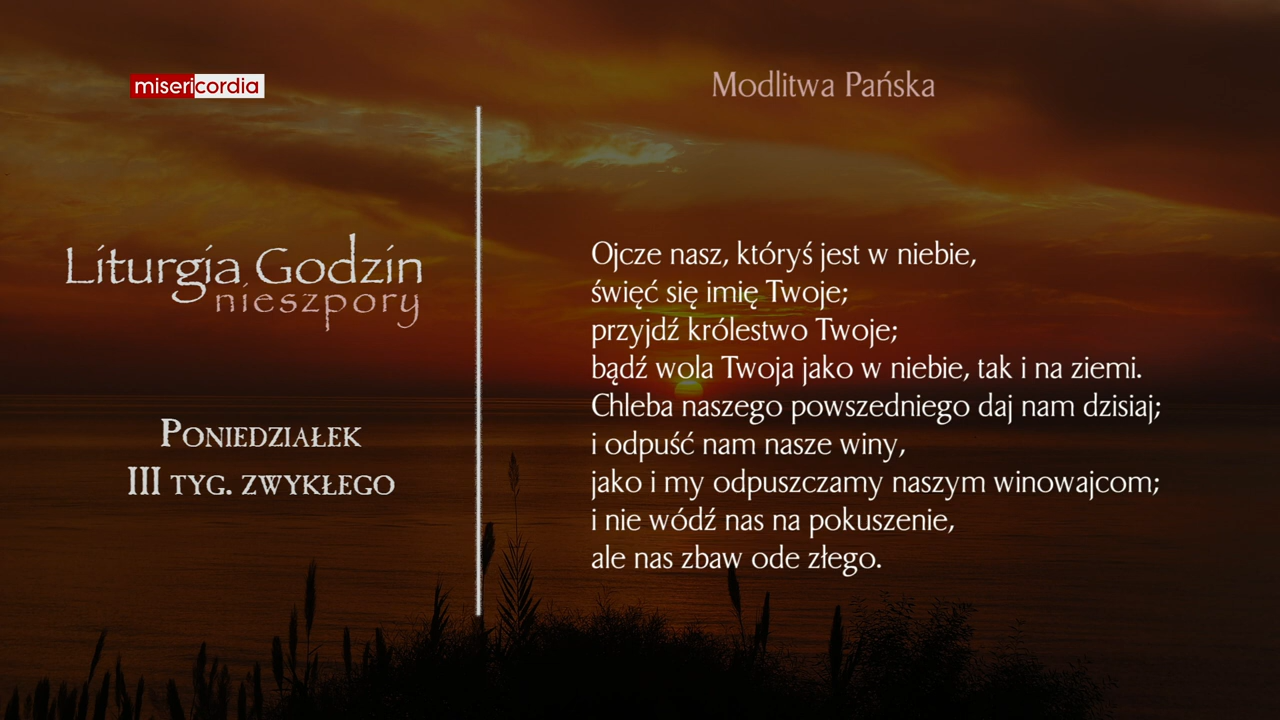 misericordia
Liturgia Godzin
nieszpory
Poniedziałek
III tyg. zwykłego
Modlitwa Pańska
Ojcze nasz, któryś jest w niebie,
święć się imię Twoje;
przyjdź królestwo Twoje;
bądź wola Twoja jako w niebie, tak i na ziemi.
Chleba naszego powszedniego daj nam dzisiaj;
i odpuść nam nasze winy,
jako i my odpuszczamy naszym winowajcom;
i nie wódź nas na pokuszenie,
ale nas zbaw ode złego.